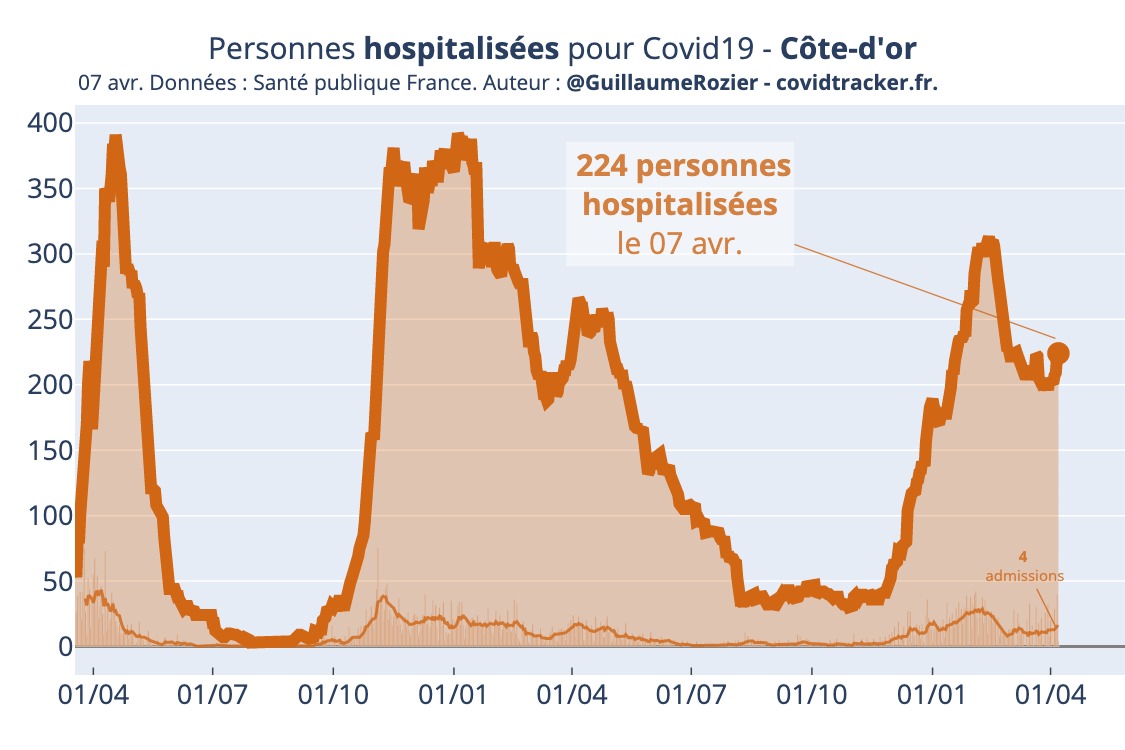 Personnes hospitalisées pour Covid19 - Côte-d'or
07 avr. Données : Santé publique France. Auteur : @GuillaumeRozier - covidtracker.fr.
400
350
300
250
200
150
100
50
0
224 personnes
hospitalisées
le 07 avr.
4
admissions
01/04 01/07 01/10 01/01 01/04 01/07 01/10 01/01 01/04